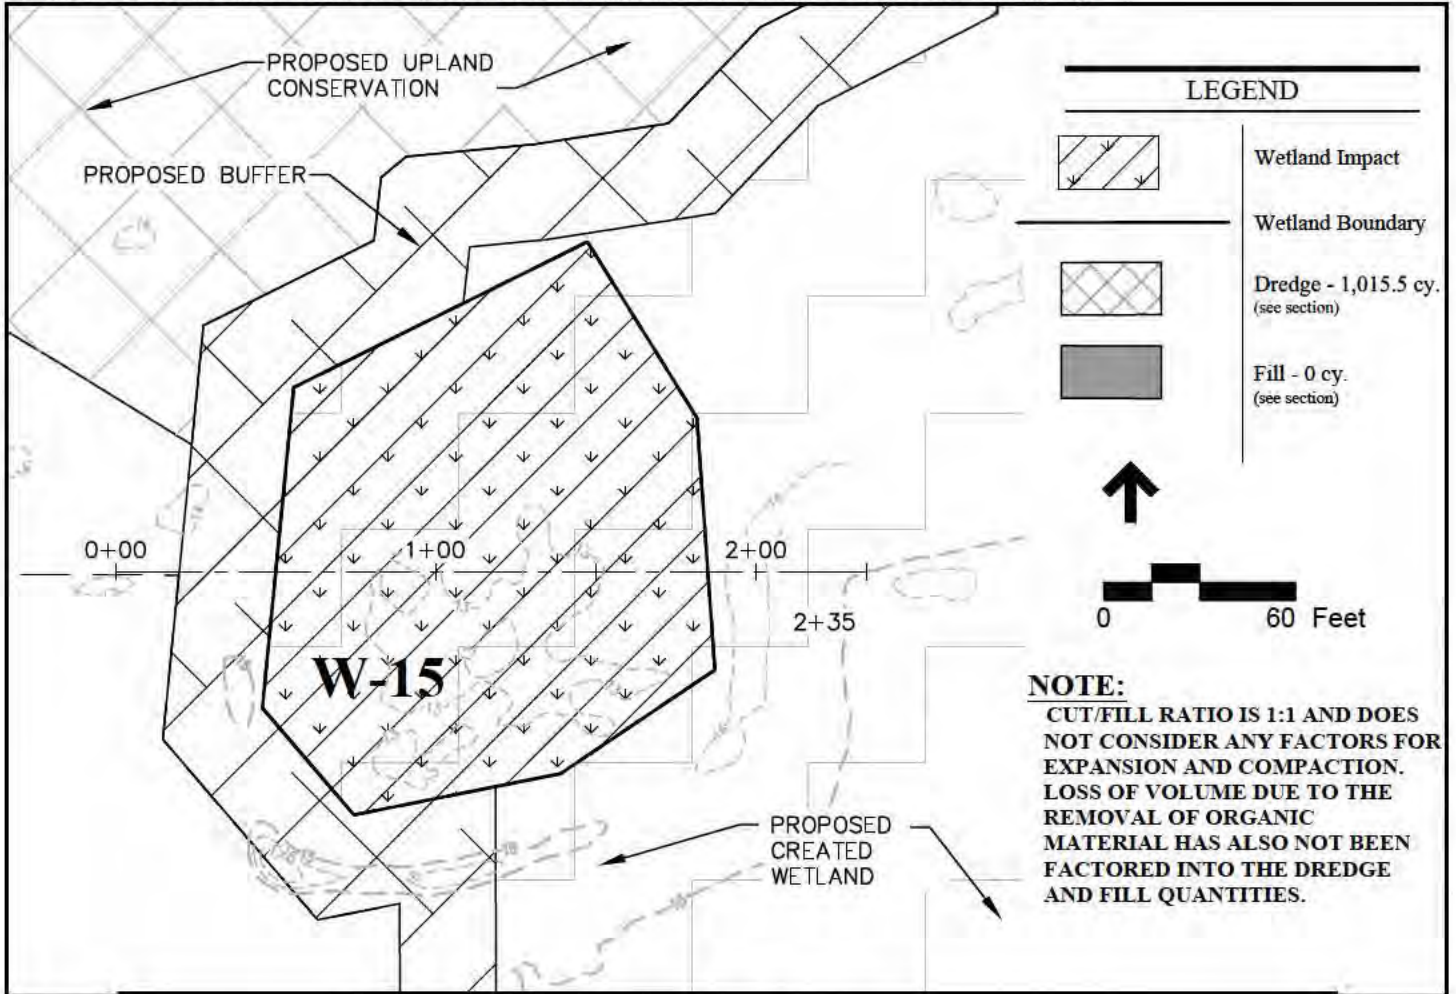 PROPOSED UPLAND
CONSERVATION
PROPOSED BUFFER
0+00
1+00
2+00
2+35
W-15
PROPOSED
CREATED
WETLAND
LEGEND
Wetland Impact
Wetland Boundary
Dredge - 1,015.5 cy.
(see section)
Fill - 0 cy.
(see section)
0 60 Feet
NOTE:
CUT/FILL RATIO IS 1:1 AND DOES
NOT CONSIDER ANY FACTORS FOR
EXPANSION AND COMPACTION.
LOSS OF VOLUME DUE TO THE
REMOVAL OF ORGANIC
MATERIAL HAS ALSO NOT BEEN
FACTORED INTO THE DREDGE
AND FILL QUANTITIES.